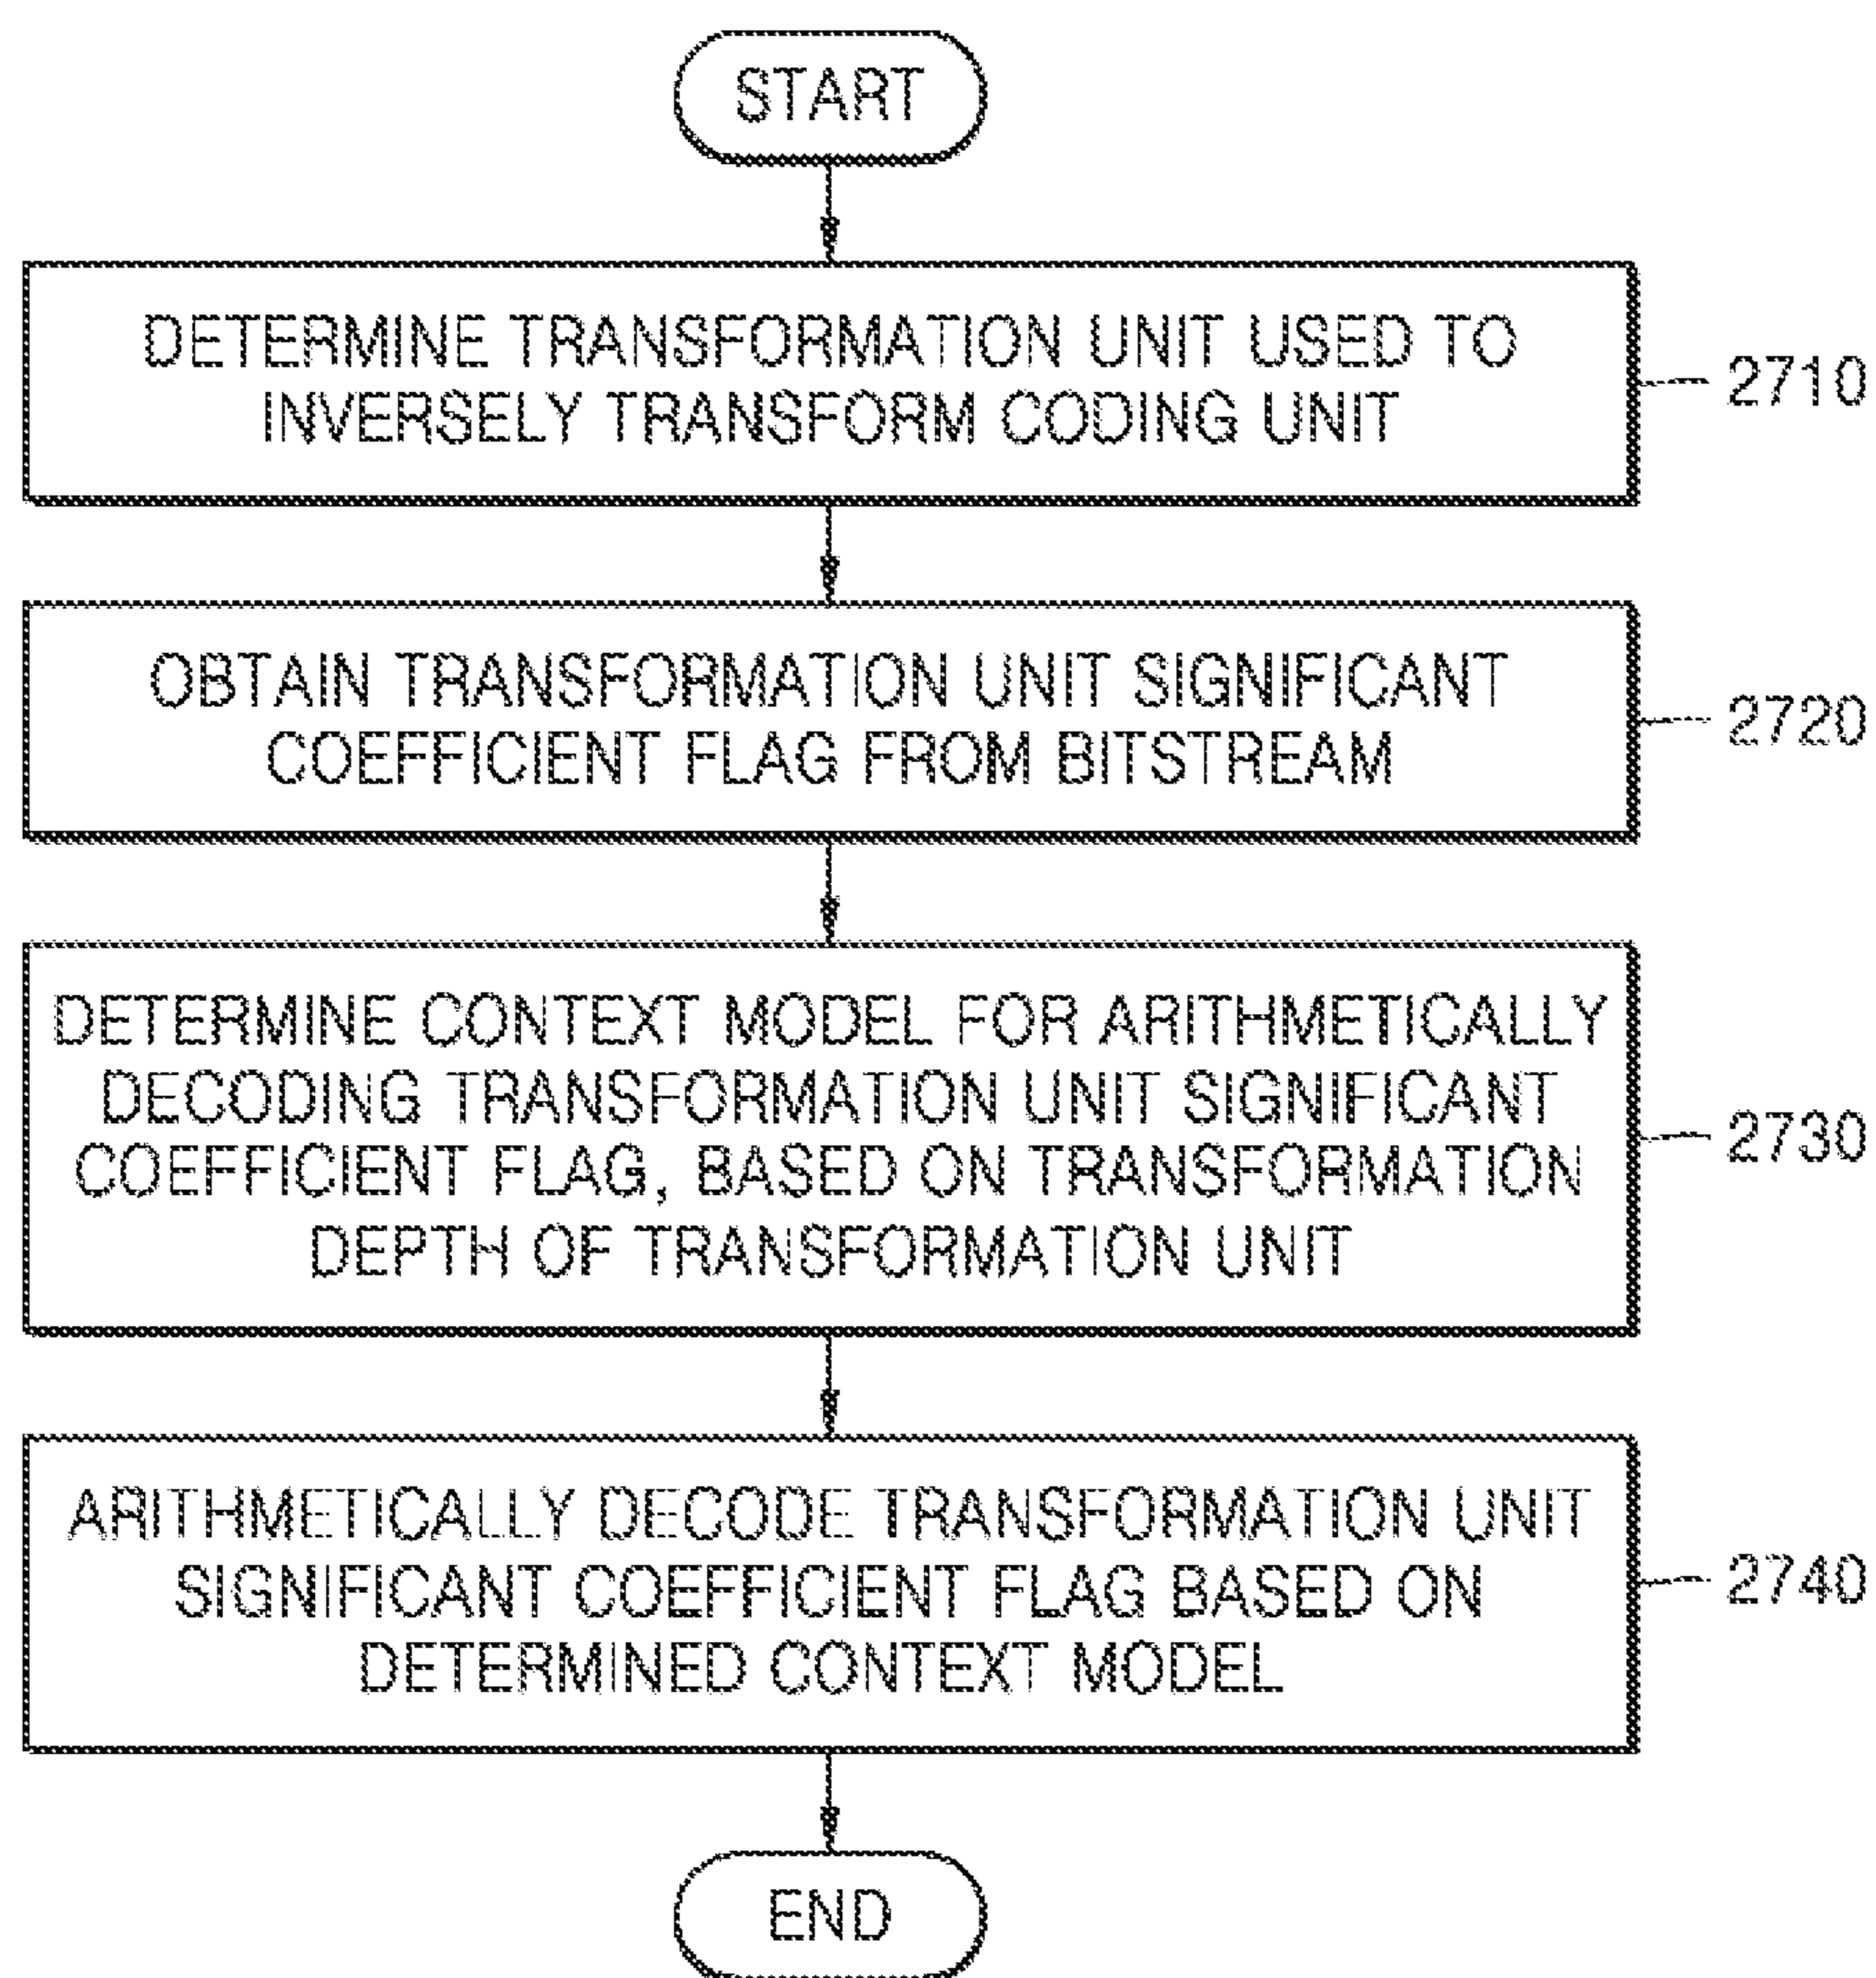 START
DETERMINE TRANSFORMATION UNIT USED TO
INVERSELY TRANSFORM CODING UNIT
2710
OBTAIN TRANSFORMATION UNIT SIGNIFICANT
COEFFICIENT FLAG FROM BITSTREAM
2720
DETERMINE CONTEXT MODEL FOR ARITHMETICALLY
DECODING TRANSFORMATION UNIT SIGNIFICANT
COEFFICIENT FLAG, BASED ON TRANSFORMATION
DEPTH OF TRANSFORMATION UNIT
2730
ARITHMETICALLY DECODE TRANSFORMATION UNIT
SIGNIFICANT COEFFICIENT FLAG BASED ON
DETERMINED CONTEXT MODEL
2740
END